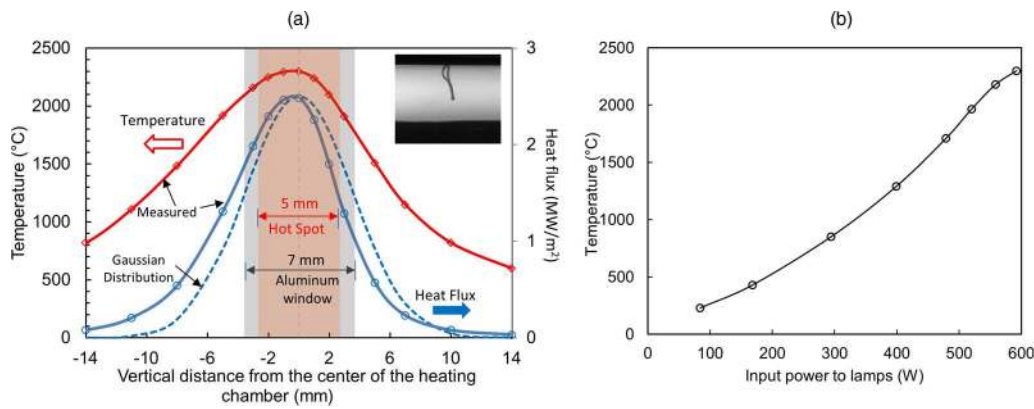 (a)
2500
2000
1500
1000
500
0
Temperature (°C)
-14
-10
-6
-2
2
6
10
14
Vertical distance from the center of the heating
chamber (mm)
3
2
1
0
Heat flux (MW/m²)
Temperature
Measured
Gaussian
Distribution
5 mm
Hot Spot
7 mm
Aluminum
window
Heat Flux
(b)
2500
2000
1500
1000
500
0
Temperature (°C)
0
100
200
300
400
500
600
Input power to lamps (W)